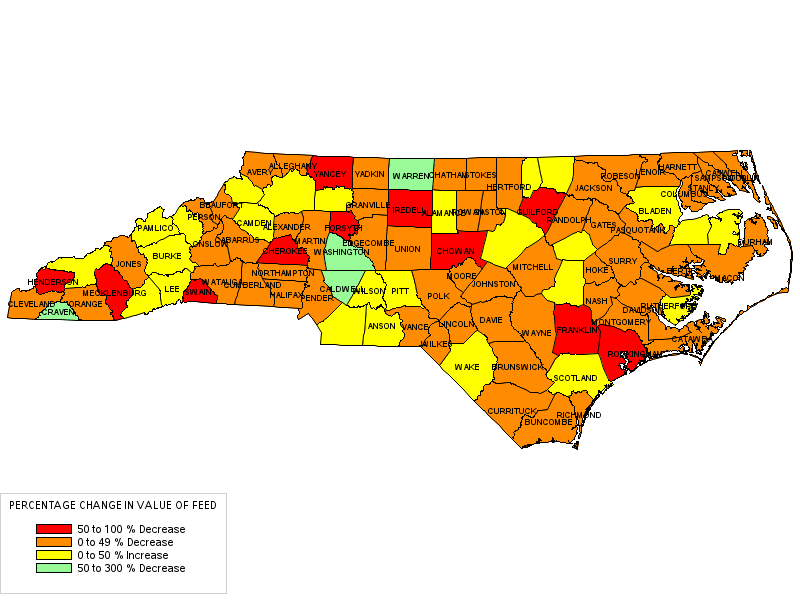 ALLEGHANY
AVERY
YANCEY
YADKIN
WARREN
CHATHAM
STOKES
HERTFORD
JACKSON
ROBESON
LENOIR
HARNETT
CASWELL
SAMPSON
STANLY
COLUMBUS
BEAUFORT
GRANVILLE
IREDELL
ALAMANCE
ROWAN
GASTON
GUILFORD
BLADEN
PERSON
PAMLICO
CAMDEN
ALEXANDER
FORSYTH
RANDOLPH
GATES
PASQUOTANK
ONSLOW
CABARRUS
MARTIN
EDGECOMBE
DURHAM
BURKE
CHEROKEE
WASHINGTON
UNION
CHOWAN
JONES
MITCHELL
SURRY
HOKE
BERTIE
MACON
NORTHAMPTON
MOORE
JOHNSTON
HENDERSON
MECKLENBURG
LEE
SWAIN
WATAUGA
CUMBERLAND
HALIFAX
PENDER
CALDWELL
WILSON
PITT
POLK
NASH
DAVIDSON
RUTHERFORD
CLEVELAND
ORANGE
CRAVEN
ANSON
VANCE
LINCOLN
DAVIE
WAYNE
FRANKLIN
MONTGOMERY
WILKES
CATAWBA
ROCKINGHAM
WAKE
BRUNSWICK
SCOTLAND
CURRITUCK
RICHMOND
BUNCOMBE
PERCENTAGE CHANGE IN VALUE OF FEED
50 to 100 % Decrease
0 to 49 % Decrease
0 to 50 % Increase
50 to 300 % Decrease